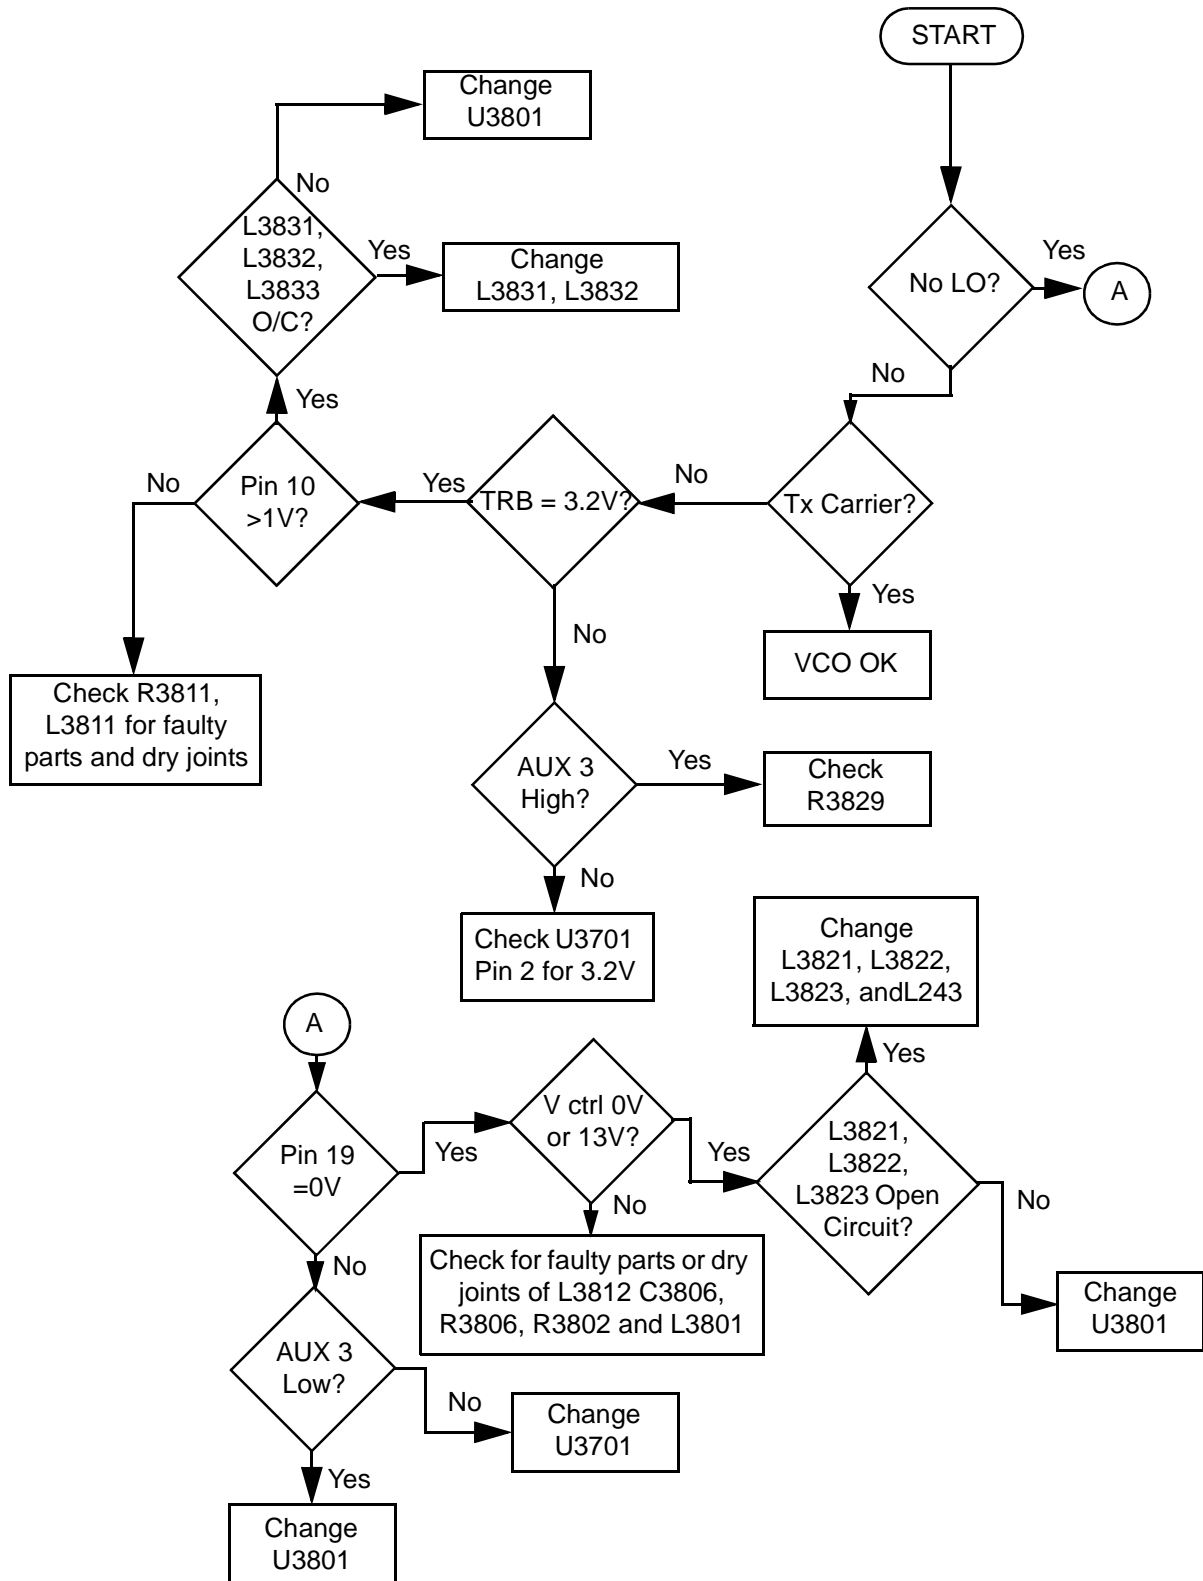 START
No LO?
Yes
A
No
Tx Carrier?
Yes
VCO OK
No
TRB = 3.2V?
Yes
Pin 10
>1V?
Yes
L3831,
L3832,
L3833
O/C?
No
Change
U3801
Yes
Change
L3831, L3832
No
Check R3811,
L3811 for faulty
parts and dry joints
No
AUX 3
High?
Yes
Check
R3829
No
Check U3701
Pin 2 for 3.2V
A
Pin 19
=0V
Yes
V ctrl 0V
or 13V?
Yes
L3821,
L3822,
L3823 Open
Circuit?
Yes
Change
L3821, L3822,
L3823, andL243
No
Change
U3801
No
Check for faulty parts or dry
joints of L3812 C3806,
R3806, R3802 and L3801
No
AUX 3
Low?
No
Change
U3701
Yes
Change
U3801